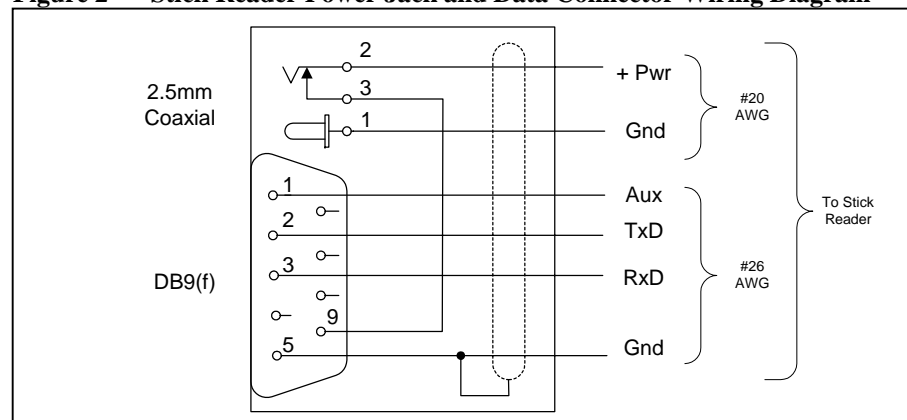 Figure 2 Stick Reader Power Jack and Data Connector Wiring Diagram
2.5mm
Coaxial
2
3
1
+ Pwr
Gnd
#20
AWG
DB9(f)
1
2
3
9
5
Aux
TxD
RxD
Gnd
#26
AWG
To Stick
Reader